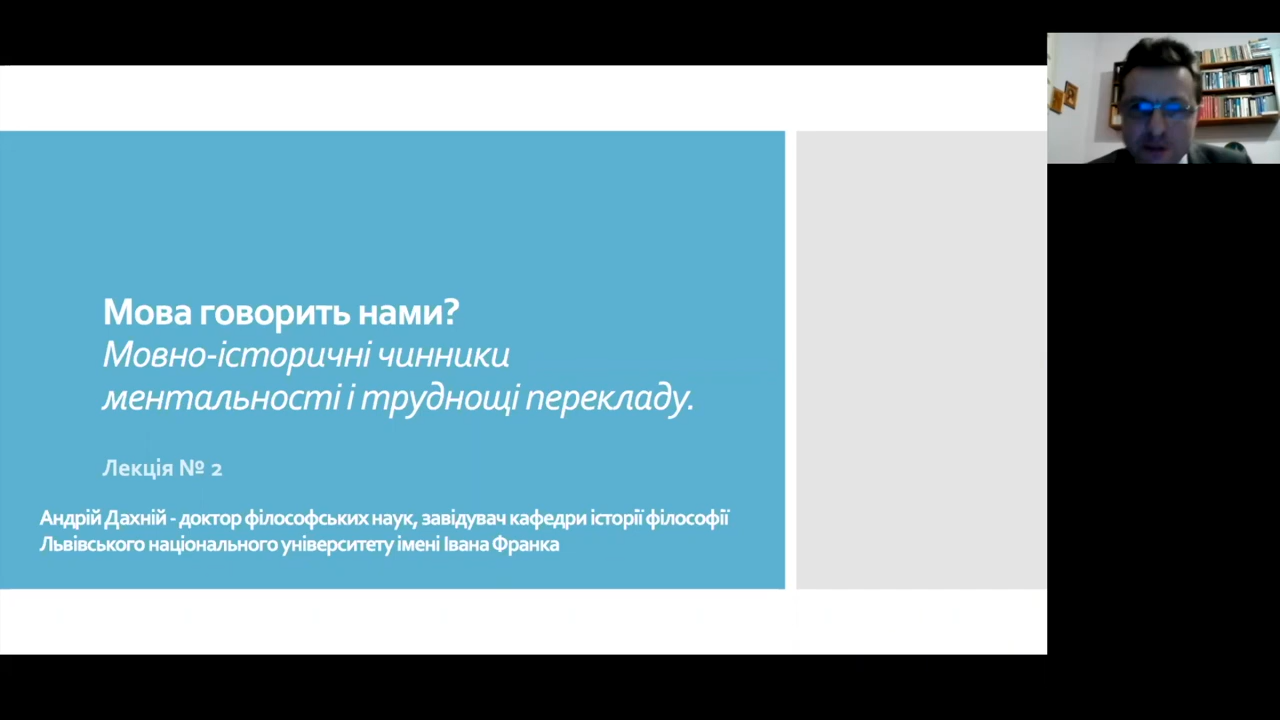 Мова говорить нами?
Мовно-історичні чинники
ментальності і труднощі перекладу.
Лекція № 2
Андрій Дахній - доктор філософських наук, завідувач кафедри історії філософії
Львівського національного університету імені Івана Франка